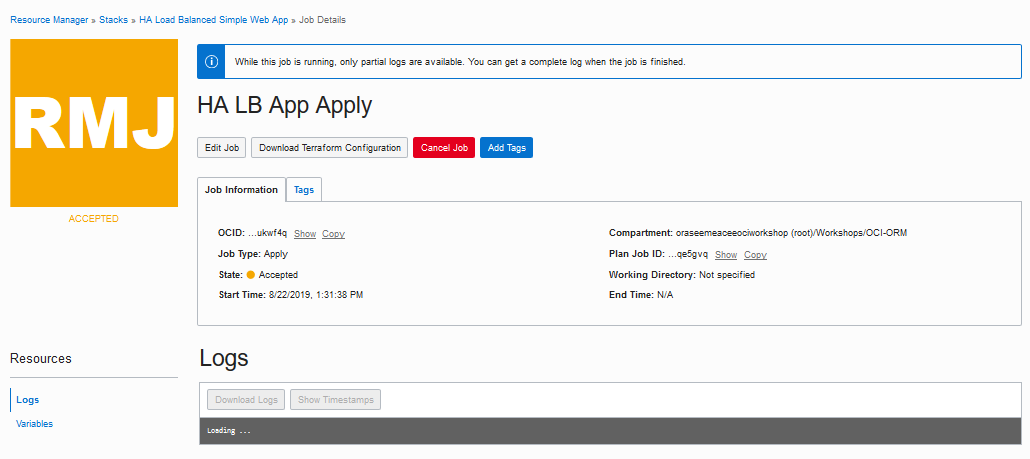 Resource Manager » Stacks » HA Load Balanced Simple Web App » Job Details
RMJ
ACCEPTED
While this job is running, only partial logs are available. You can get a complete log when the job is finished.
HA LB App Apply
Edit Job Download Terraform Configuration Cancel Job Add Tags
Job Information Tags
OCID: ...ukwf4q Show Copy
Job Type: Apply
State: Accepted
Start Time: 8/22/2019, 1:31:38 PM
Compartment: oraseemeaceeociworkshop (root)/Workshops/OCI-ORM
Plan Job ID: ...qe5gvq Show Copy
Working Directory: Not specified
End Time: N/A
Resources
Logs
Variables
Logs
Download Logs Show Timestamps
Loading ...